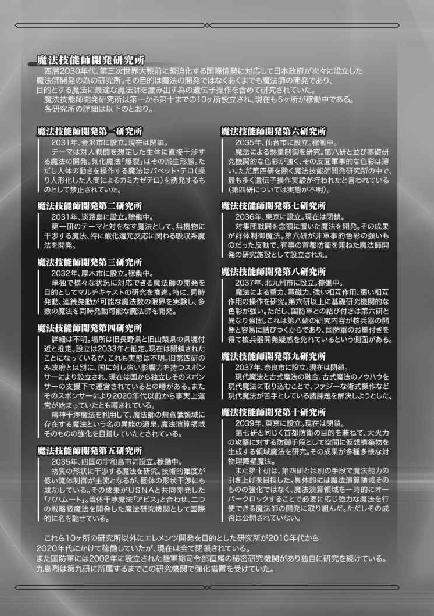 魔法技能師開発研究所
西暦2030年代、第三次世界大戦前に緊迫化する国際情勢に対応して日本政府が次々に設立した
魔法師開発の為の研究所。その目的は魔法の開発ではなくあくまでも魔法師の開発であり、
目的とする魔法に最適な魔法師を産み出す為の遺伝子操作を含めて研究されていた。
魔法技能師開発研究所は第一から第十までの10ヶ所設立され、現在も5ヶ所が稼働中である。
各研究所の詳細は以下のとおり。
魔法技能師開発第一研究所
2031年、金沢市に設立。現在は閉鎖。
テーマは対人戦闘を想定した生体に直接干渉す
る魔法の開発。気化魔法『爆裂』はその派生形態。た
だし人体の動きを操作する魔法はパペット・テロ(操
り人形化した人間によるカミカゼテロ)を誘発するも
のとして禁止されていた。
魔法技能師開発第二研究所
2031年、淡路島に設立。稼働中。
第一研のテーマと対をなす魔法として、無機物に
干渉する魔法、特に酸化還元反応に関わる吸収系魔
法を開発。
魔法技能師開発第三研究所
2032年、厚木市に設立。稼働中。
単独で様々な状況に対応できる魔法師の開発を
目的としてマルチキャストの研究を推進。特に、同時
発動、連続発動が可能な魔法数の限界を実験し、多
数の魔法を同時発動可能な魔法師を開発。
魔法技能師開発第四研究所
詳細は不明。場所は旧長野県と旧山梨県の県境付
近と推定。設立は2033年と推定。現在は閉鎖された
ことになっているが、これも実態は不明。旧第四研の
み政府とは別に、国に対し強い影響力を持つスポン
サーにより設立され、現在は国から独立しそのスポン
サーの支援下で運営されているとの噂がある。また
そのスポンサーにより2020年代以前から事実上運
営が始まっていたとも噂されている。
精神干渉魔法を利用して、魔法師の無意識領域に
存在する魔法という名の異能の源泉、魔法演算領域
そのものの強化を目指していたとされている。
魔法技能師開発第五研究所
2035年、四国の宇和島市に設立。稼働中。
物質の形状に干渉する魔法を研究。技術的難度が
低い流体制御が主流となるが、固体の形状干渉にも
成功している。その成果がUSNAと共同開発した
『バハムート』。流体干渉魔法『アビス』と合わせ、二つ
の戦略級魔法を開発した魔法研究機関として国際
的に名を馳せている。
魔法技能師開発第六研究所
2035年、仙台市に設立。稼働中。
魔法による熱量制御を研究。第八研と並び基礎研
究機関的な色彩が強く、その反面軍事的な色彩は薄
い。ただ第四研を除く魔法技能師開発研究所の中で、
最も多く遺伝子操作実験が行われたと言われている
(第四研については実態が不明)。
魔法技能師開発第七研究所
2036年、東京に設立。現在は閉鎖。
対集団戦闘を念頭に置いた魔法を開発。その成果
が群体制御魔法。第六研が非軍事的色彩の強いも
のだった反動で、有事の首都防衛を兼ねた魔法師開
発の研究施設として設立された。
魔法技能師開発第八研究所
2037年、北九州市に設立。稼働中。
魔法による重力、電磁力、強い相互作用、弱い相互
作用の操作を研究。第六研以上に基礎研究機関的な
色彩が強い。ただし、国防軍との結び付きは第六研と
異なり強固。これは第八研の研究内容が核兵器の開
発と容易に結びつくからであり、国防軍のお墨付きを
得て核兵器開発疑惑を免れているという側面がある。
魔法技能師開発第九研究所
2037年、奈良市に設立。現在は閉鎖。
現代魔法と古式魔法の融合、古式魔法のノウハウを
現代魔法に取り込むことで、ファジーな術式操作など
現代魔法が苦手としている諸課題を解決しようとした。
魔法技能師開発第十研究所
2039年、東京に設立。現在は閉鎖。
第七研と同じく首都防衛の目的を兼ねて、大火力
の攻撃に対する防御手段として空間に仮想構築物を
生成する領域魔法を研究。その成果が多種多様な対
物理障壁魔法。
また第十研は、第四研とは別の手段で魔法能力の
引き上げを目指した。具体的には魔法演算領域その
ものの強化ではなく、魔法演算領域を一時的にオー
バークロックすることで必要に応じ強力な魔法を行
使できる魔法師の開発に取り組んだ。ただしその成
否は公開されていない。
これら10ヶ所の研究所以外にエレメンツ開発を目的とした研究所が2010年代から
2020年代にかけて稼働していたが、現在は全て閉鎖されている。
また国防軍には2002年に設立された陸軍総司令部直属の秘密研究機関があり独自に研究を続けている。
九島烈は第九研に所属するまでこの研究機関で強化措置を受けていた。